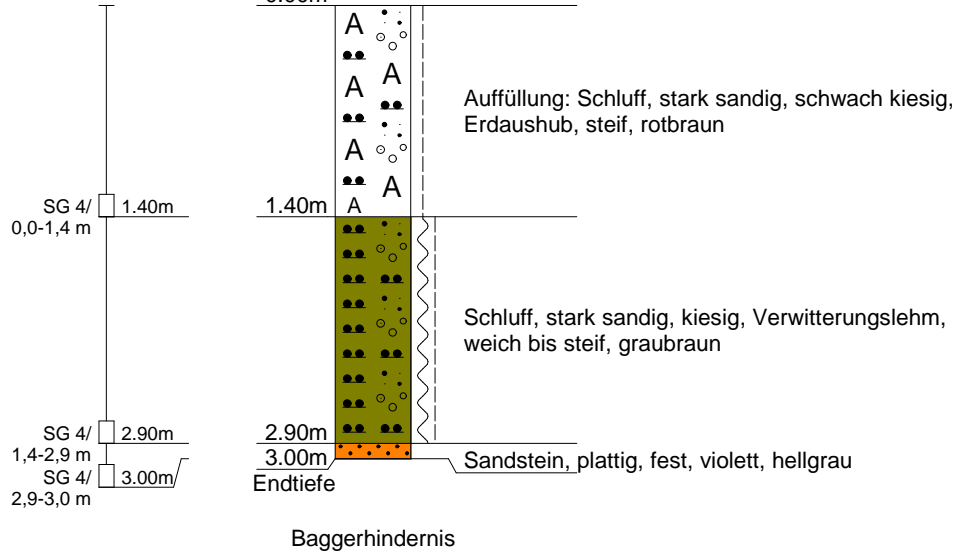 Auffüllung: Schluff, stark sandig, schwach kiesig,
Erdaushub, steif, rotbraun
A
A
A
A
A
A
SG 4/
0,0-1,4 m
1.40m
1.40m
Schluff, stark sandig, kiesig, Verwitterungslehm,
weich bis steif, graubraun
SG 4/
1,4-2,9 m
2.90m
2.90m
SG 4/
2,9-3,0 m
3.00m
3.00m
Endtiefe
Sandstein, plattig, fest, violett, hellgrau
Baggerhindernis